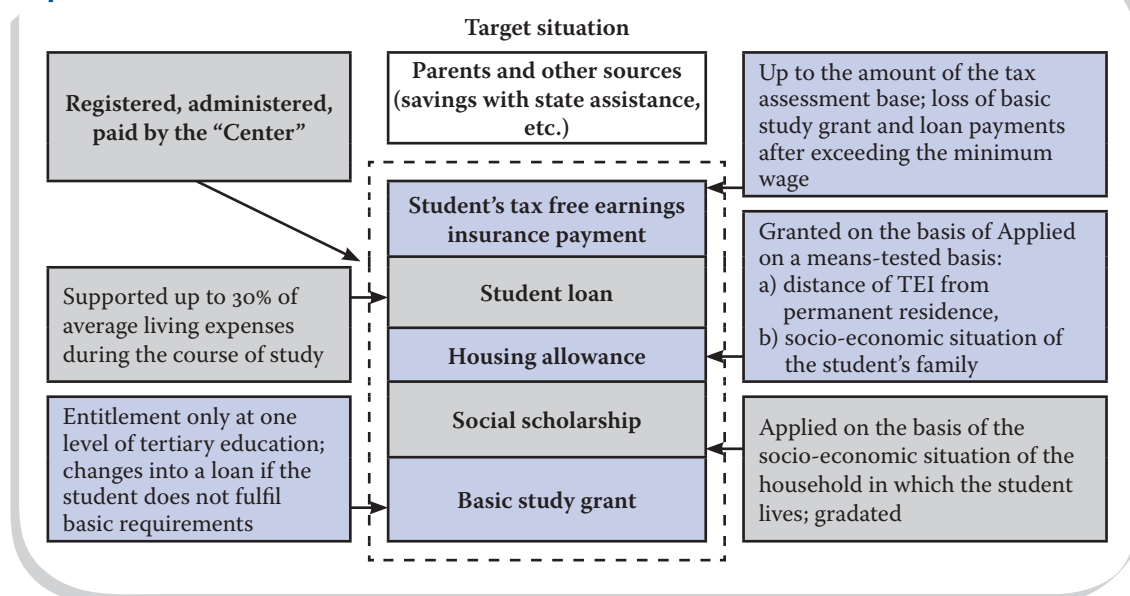 Target situation
Registered, administered,
paid by the “Center”
Parents and other sources
(savings with state assistance,
etc.)
Up to the amount of the tax
assessment base; loss of basic
study grant and loan payments
after exceeding the minimum
wage
Student’s tax free earnings
insurance payment
Granted on the basis of Applied
on a means-tested basis:
a) distance of TEI from
permanent residence,
b) socio-economic situation of
the student’s family
Supported up to 30% of
average living expenses
during the course of study
Student loan
Housing allowance
Social scholarship
Entitlement only at one
level of tertiary education;
changes into a loan if the
student does not fulfil
basic requirements
Basic study grant
Applied on the basis of the
socio-economic situation of the
household in which the student
lives; gradated